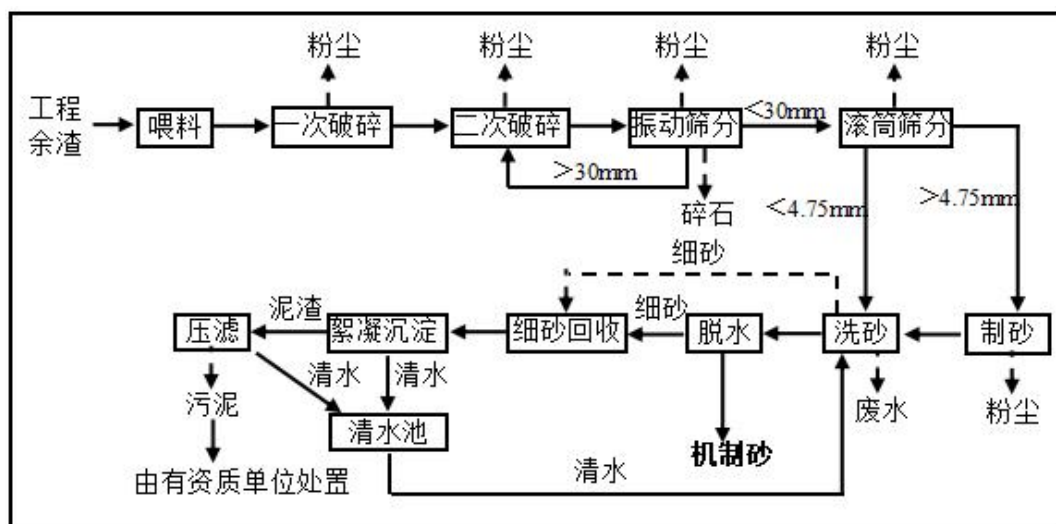 粉尘
粉尘
粉尘
粉尘
工程
余渣
喂料
一次破碎
二次破碎
振动筛分
<30mm
滚筒筛分
>30mm
碎石
<4.75mm
>4.75mm
细砂
泥渣
细砂
压滤
絮凝沉淀
细砂回收
脱水
洗砂
制砂
清水
清水
污泥
废水
粉尘
清水池
机制砂
清水
由有资质单位处置